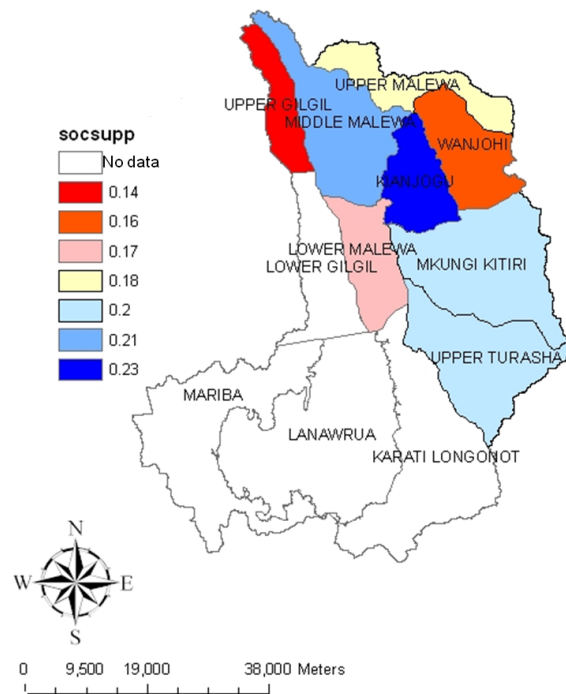 UPPER MALEWA
UPPER GILGIL
MIDDLE MALEWA
WANJOHI
KIANJOGU
LOWER MALEWA
LOWER GILGIL
MKUNGI KITIRI
UPPER TURASHA
MARIBA
LANAWRUA
KARATI LONGONOT
socsupp
No data
0.14
0.16
0.17
0.18
0.2
0.21
0.23
N
W E
S
0 9,500 19,000 38,000 Meters